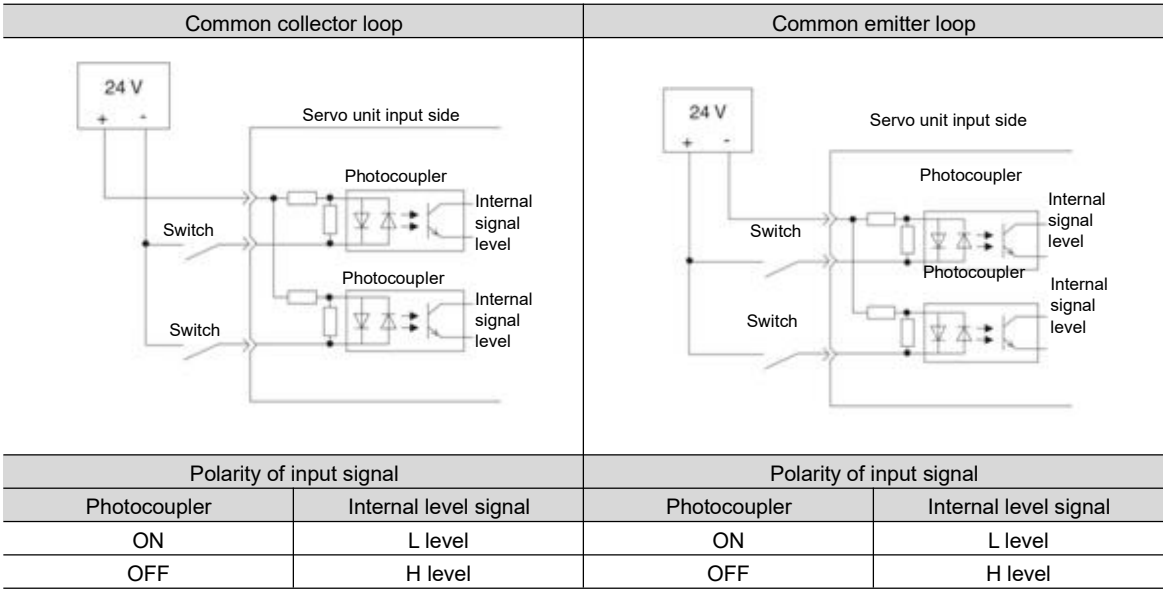 Common collector loop
Common emitter loop
24 V
+ -
Servo unit input side
Photocoupler
Internal
signal
level
Switch
Photocoupler
Internal
signal
level
Switch
24 V
+ -
Servo unit input side
Photocoupler
Internal
signal
level
Switch
Photocoupler
Internal
signal
level
Switch
Polarity of input signal
Polarity of input signal
Photocoupler
Internal level signal
Photocoupler
Internal level signal
ON
L level
ON
L level
OFF
H level
OFF
H level